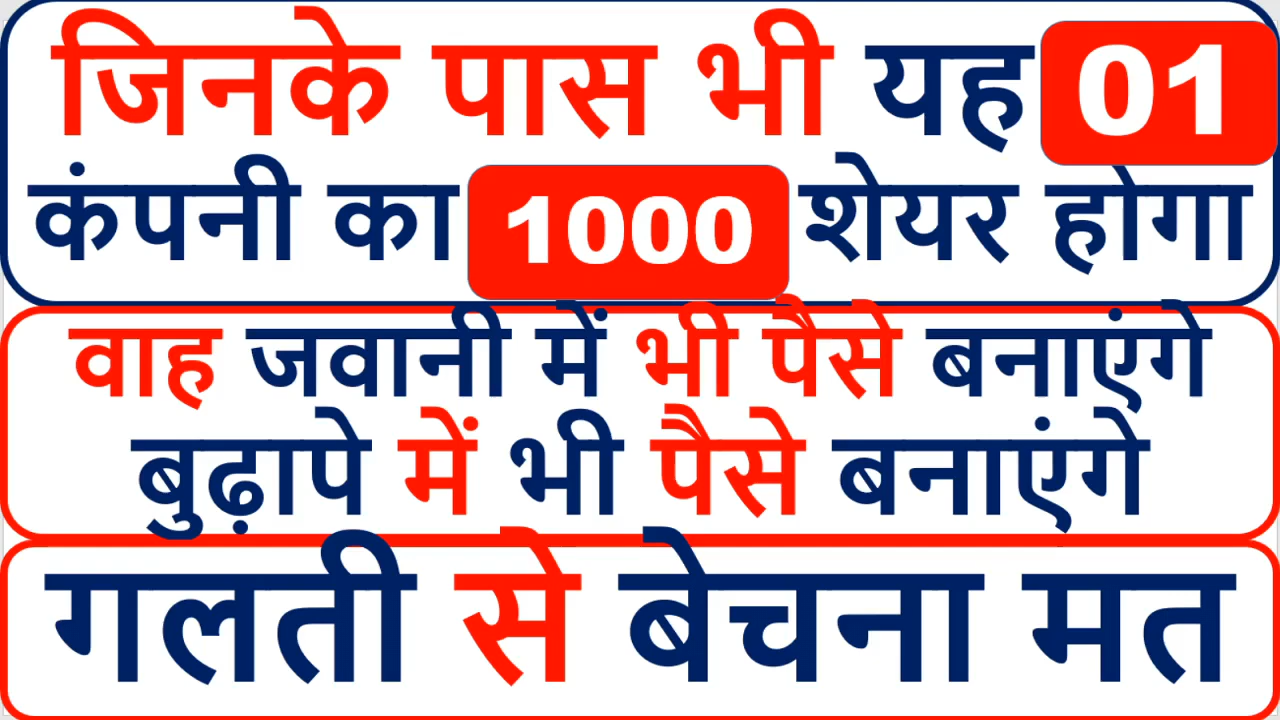 जिनके पास भी यह 01
कंपनी का 1000 शेयर होगा
वाह जवानी में भी पैसे बनाएंगे
बुढ़ापे में भी पैसे बनाएंगे
गलती से बेचना मत